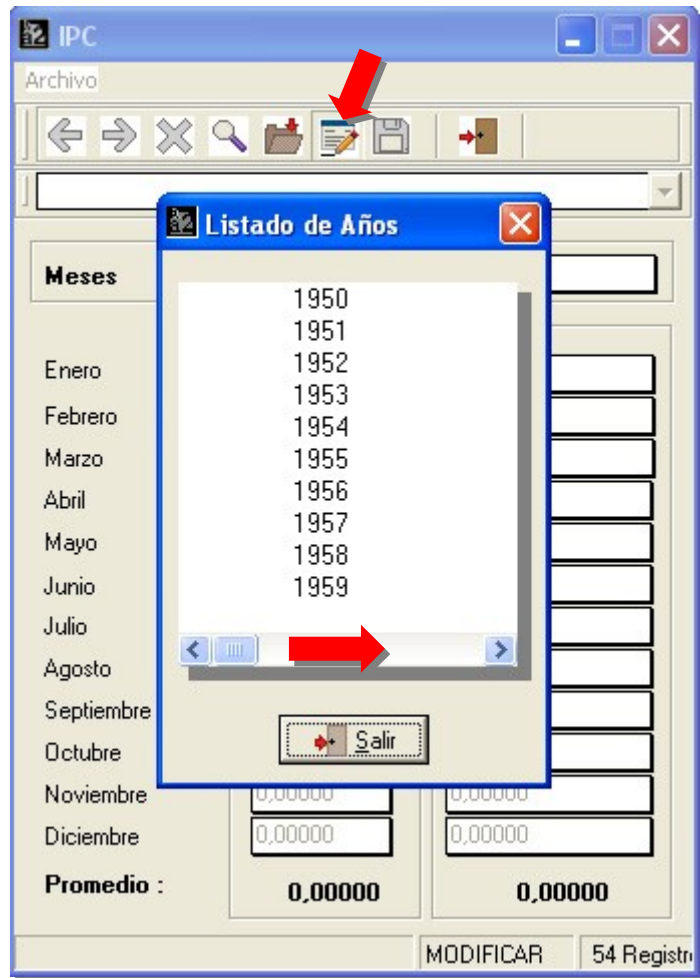 IPC
Archivo
Listado de Años
Meses
1950
1951
1952
1953
1954
1955
1956
1957
1958
1959
Enero
Febrero
Marzo
Abril
Mayo
Junio
Julio
Agosto
Septiembre
Octubre
Salir
Noviembre 0,00000 0,00000
Diciembre 0,00000 0,00000
Promedio : 0,00000 0,00000
MODIFICAR 54 Registr